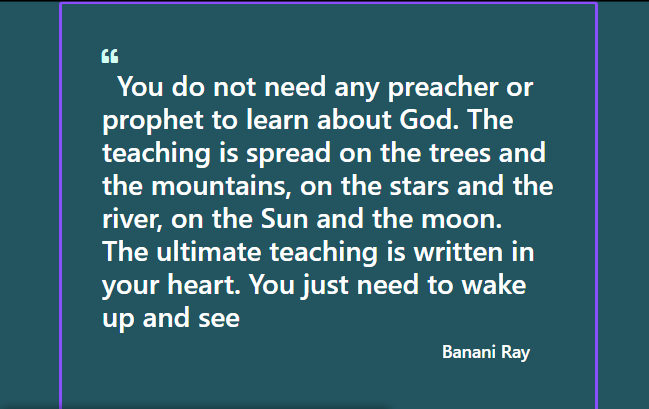 “
You do not need any preacher or
prophet to learn about God. The
teaching is spread on the trees and
the mountains, on the stars and the
river, on the Sun and the moon.
The ultimate teaching is written in
your heart. You just need to wake
up and see
Banani Ray